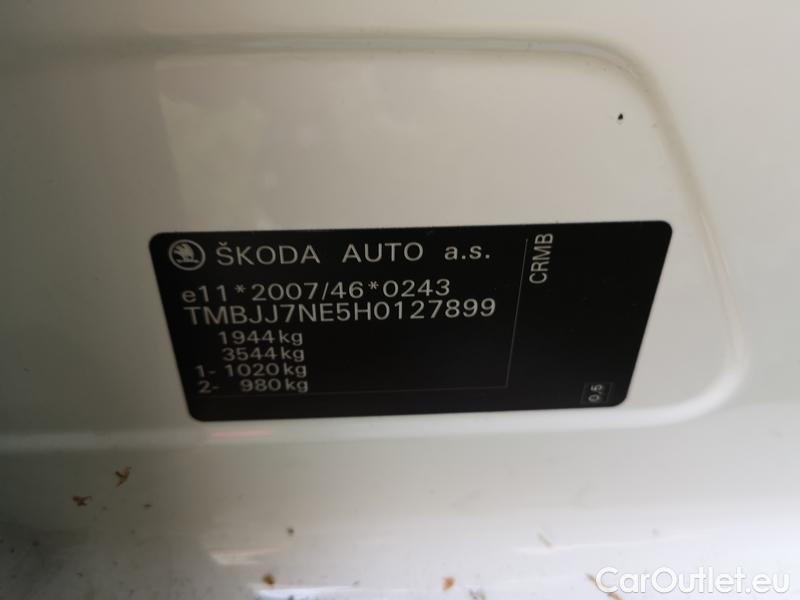 ŠKODA AUTO a.s.
e11*2007/46*0243
TMBJJ7NE5H0127899
1944kg
3544kg
1- 1020kg
2- 980kg
CRMB
0,5
CarOutlet.eu